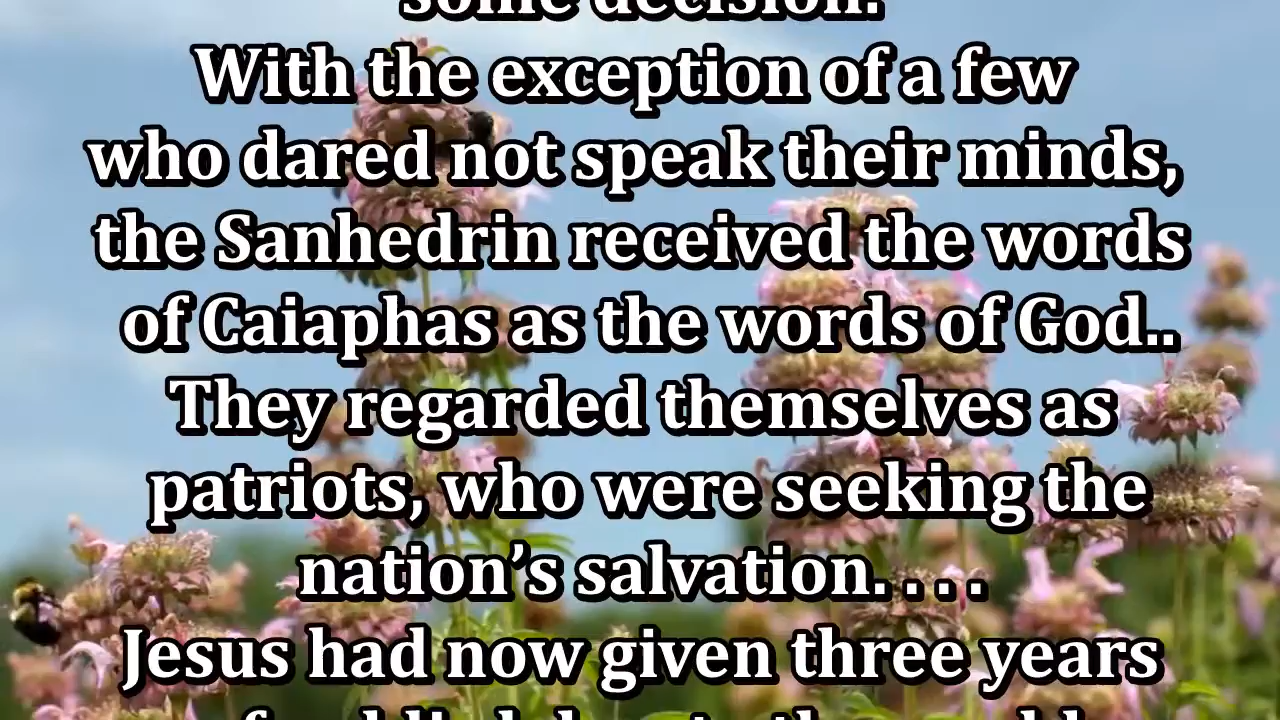 some decision.
With the exception of a few
who dared not speak their minds,
the Sanhedrin received the words
of Caiaphas as the words of God..
They regarded themselves as
patriots, who were seeking the
nation’s salvation. . . .
Jesus had now given three years